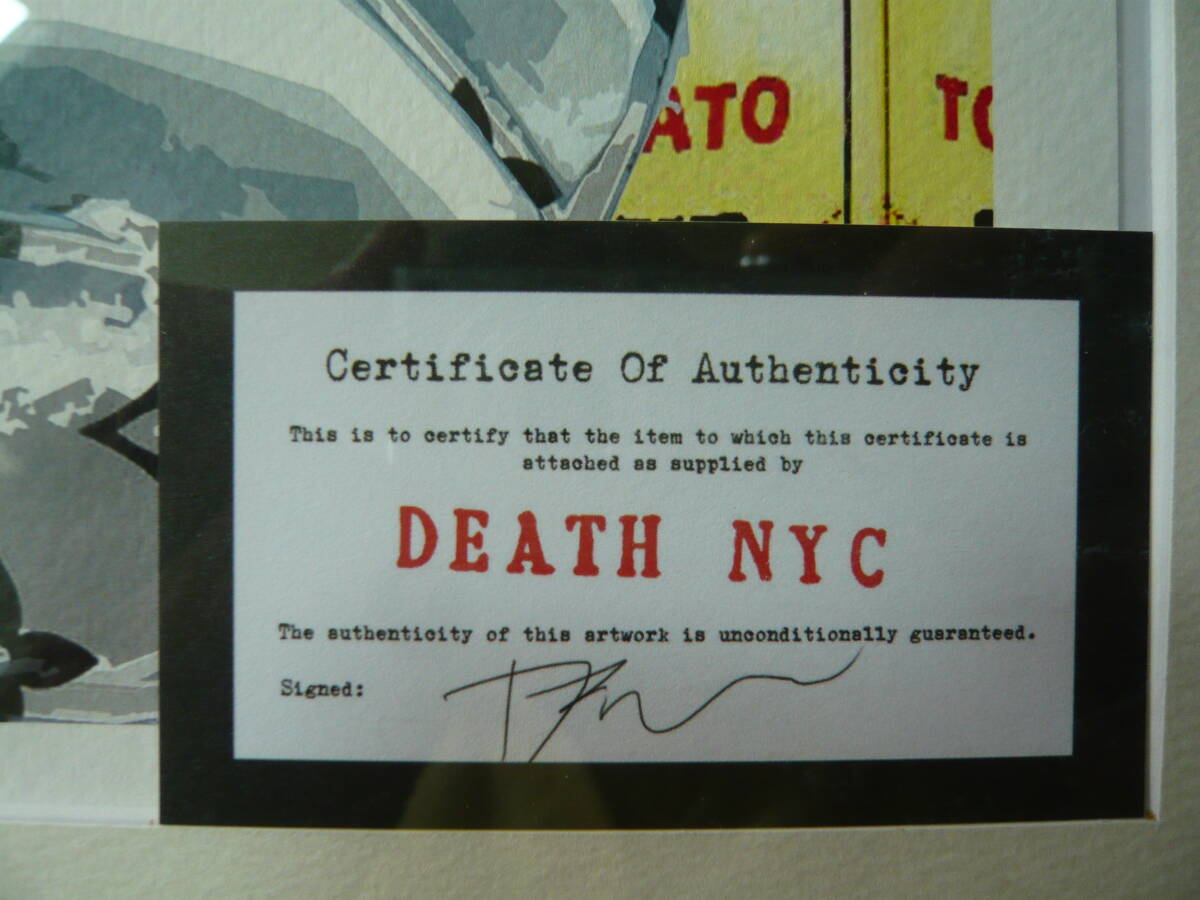 ATO
TO
Certificate Of Authenticity
This is to certify that the item to which this certificate is
attached as supplied by
DEATH NYC
The authenticity of this artwork is unconditionally guaranteed.
Signed: